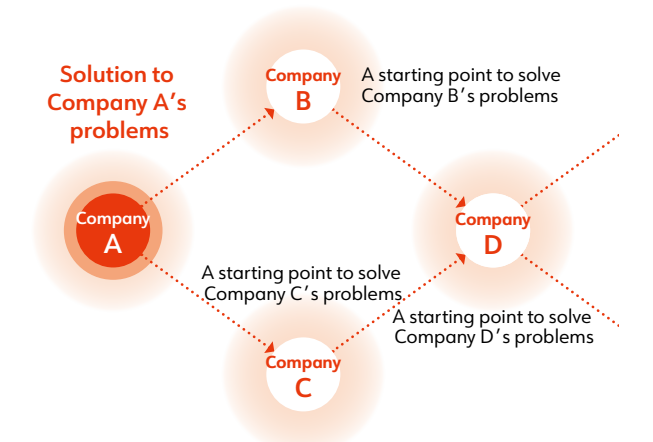 Solution to
Company A's
problems
Company
A
Company
B
A starting point to solve
Company B's problems
Company
D
A starting point to solve
Company C's problems
Company
C
A starting point to solve
Company D's problems